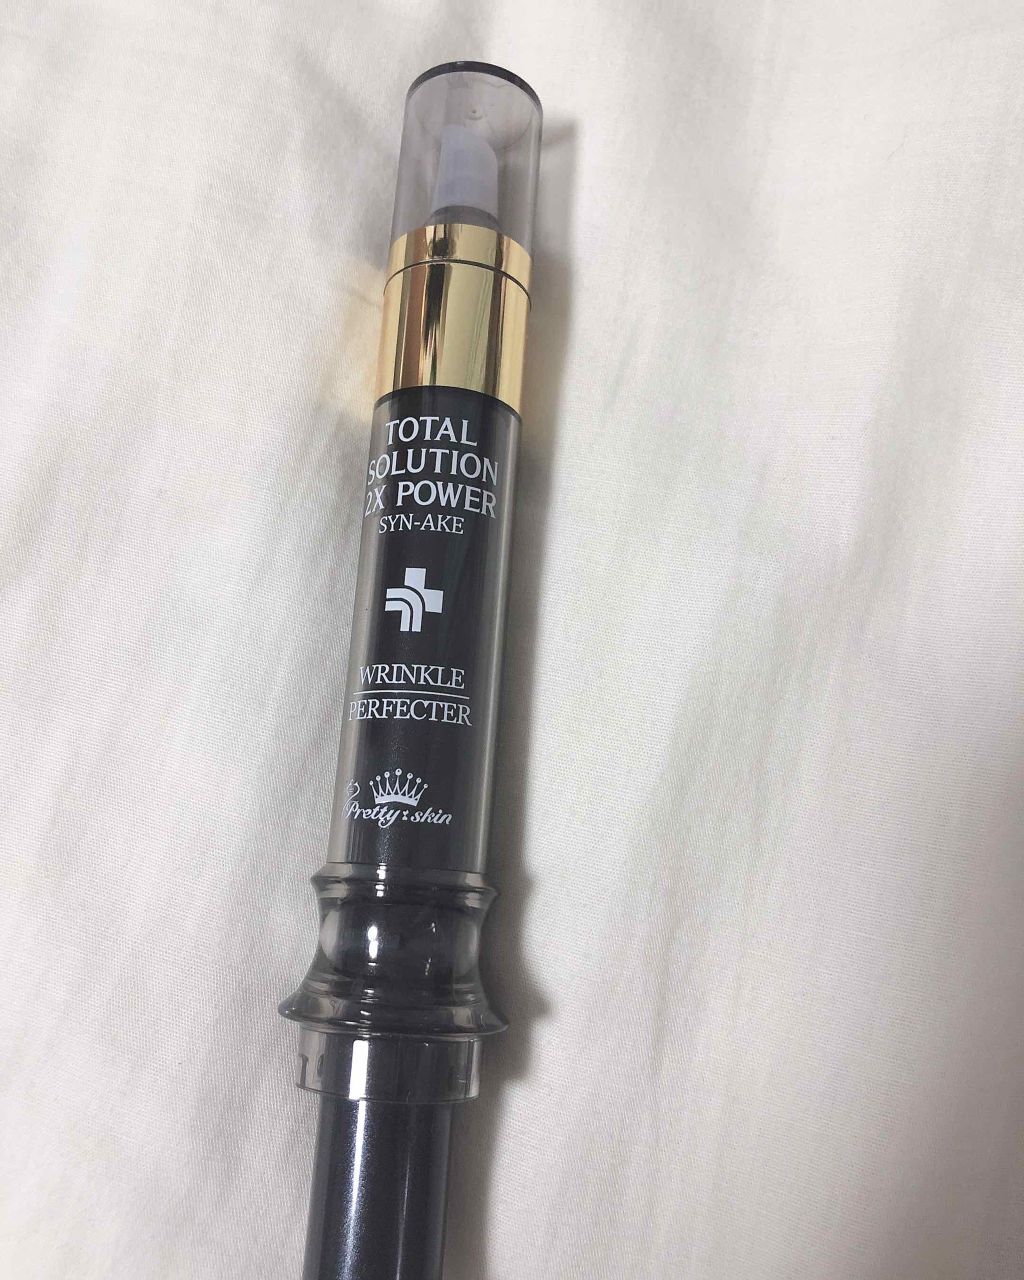 TOTAL
SOLUTION
2X POWER
SYN-AKE
WRINKLE
PERFECTER
Pretty skin